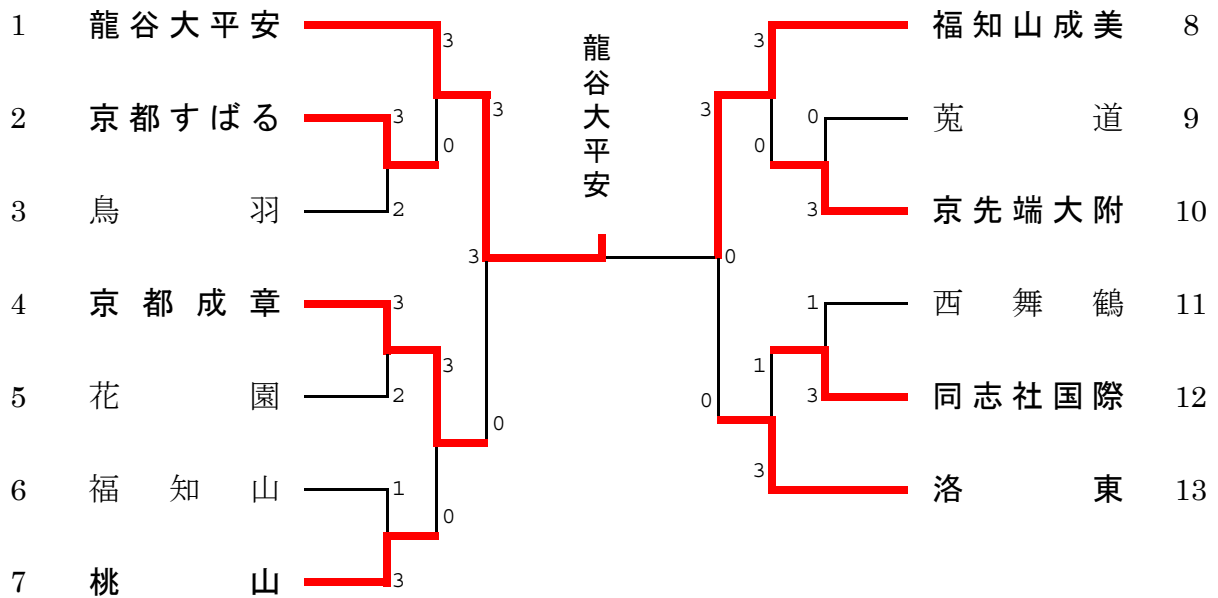 1 龍谷大平安
2 京都すばる
3 鳥羽
4 京都成章
5 花園
6 福知山
7 桃山
3
3
0
2
3
3
3
2
3
0
1
0
3
龍谷大平安
3
3
0
0
3
0
1
1
3
0
3
福知山成美 8
莵道 9
京先端大附 10
西舞鶴 11
同志社国際 12
洛東 13